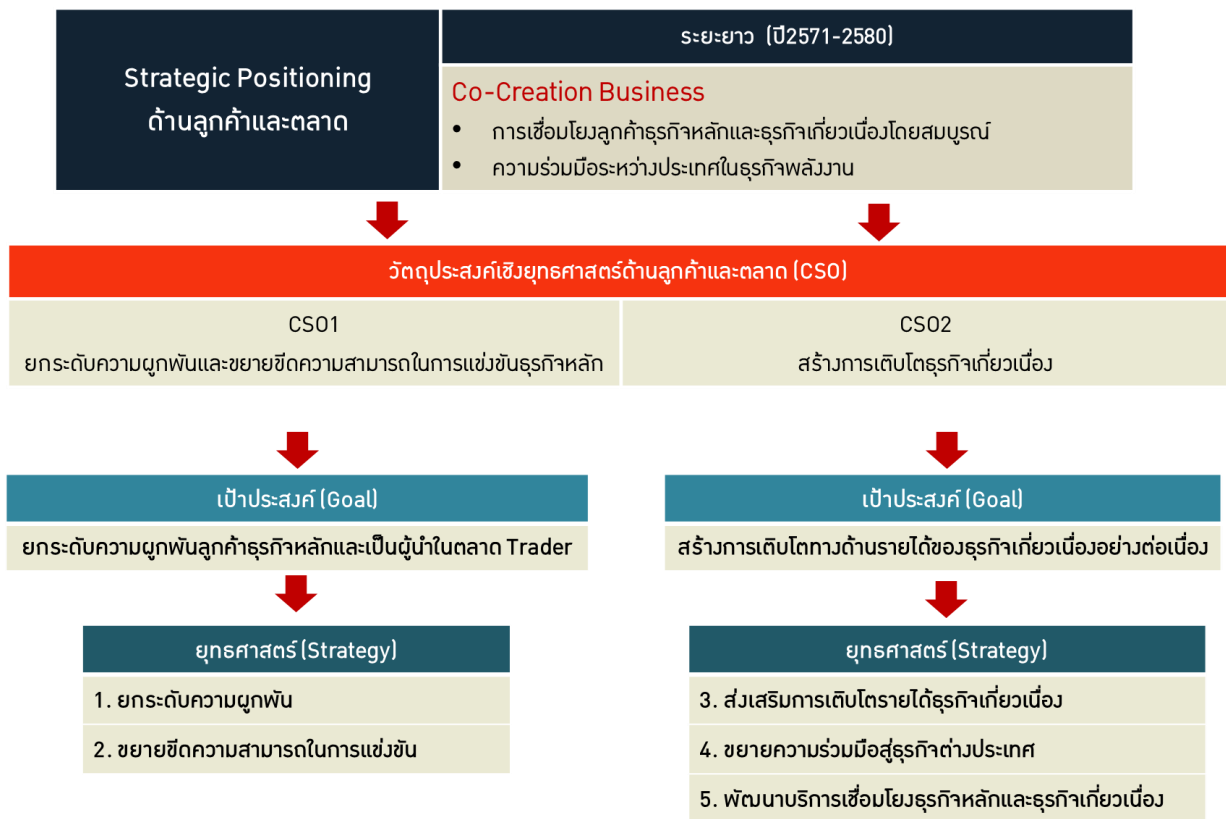 Strategic Positioning
ด้านลูกค้าและตลาด
ระยะยาว (ปี2571-2580)
Co-Creation Business
• การเชื่อมโยงลูกค้าธุรกิจหลักและธุรกิจเกี่ยวเนื่องโดยสมบูรณ์
• ความร่วมมือระหว่างประเทศในธุรกิจพลังงาน
วัตถุประสงค์เชิงยุทธศาสตร์ด้านลูกค้าและตลาด (CSO)
CSO1
ยกระดับความผูกพันและขยายขีดความสามารถในการแข่งขันธุรกิจหลัก
CSO2
สร้างการเติบโตธุรกิจเกี่ยวเนื่อง
เป้าประสงค์ (Goal)
ยกระดับความผูกพันลูกค้าธุรกิจหลักและเป็นผู้นำในตลาด Trader
ยุทธศาสตร์ (Strategy)
1. ยกระดับความผูกพัน
2. ขยายขีดความสามารถในการแข่งขัน
เป้าประสงค์ (Goal)
สร้างการเติบโตทางด้านรายได้ของธุรกิจเกี่ยวเนื่องอย่างต่อเนื่อง
ยุทธศาสตร์ (Strategy)
3. ส่งเสริมการเติบโตรายได้ธุรกิจเกี่ยวเนื่อง
4. ขยายความร่วมมือสู่ธุรกิจต่างประเทศ
5. พัฒนาบริการเชื่อมโยงธุรกิจหลักและธุรกิจเกี่ยวเนื่อง